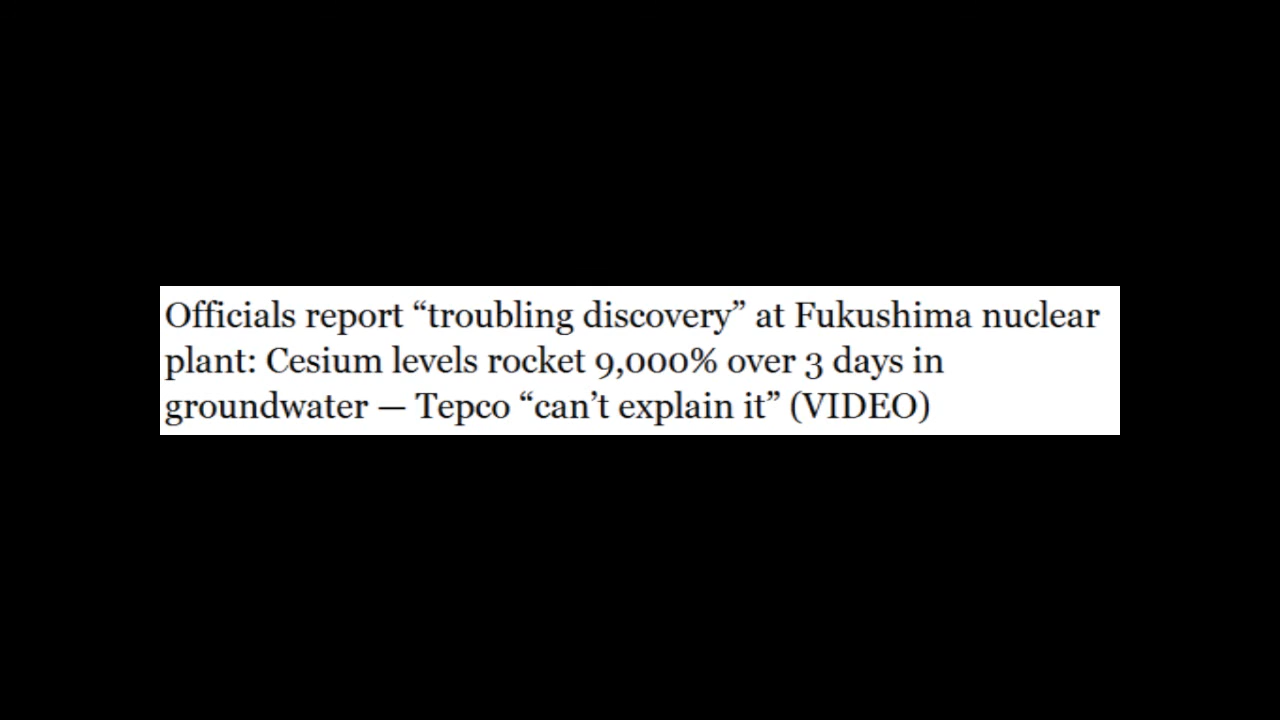 Officials report “troubling discovery” at Fukushima nuclear
plant: Cesium levels rocket 9,000% over 3 days in
groundwater — Tepco “can’t explain it” (VIDEO)